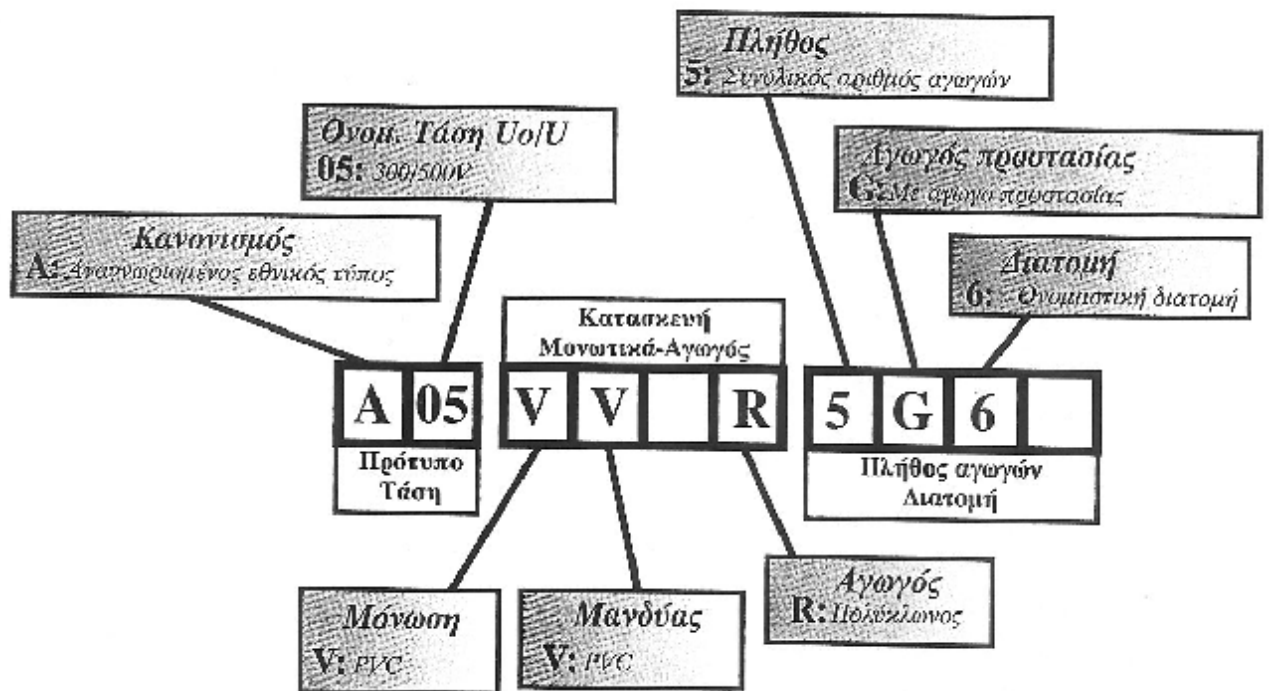 Πλήθος
5: Συνολικός αριθμός αγωγών
Ονομ. Τάση Uo/U
05: 300/500V
Αγωγός προστασίας
G: Με αγωγο προστασίας
Κανονισμός
A: Αναγνωρισμένος εθνικός τύπος
Διατομή
6: Ονομαστική διατομή
Κατασκευή
Μονωτικά-Αγωγός
A 05 V V R 5 G 6
Πρότυπο
Τάση
Πλήθος αγωγών
Διατομή
Μόνωση
V: PVC
Μανδύας
V: PVC
Αγωγός
R: Πολύκλωνος